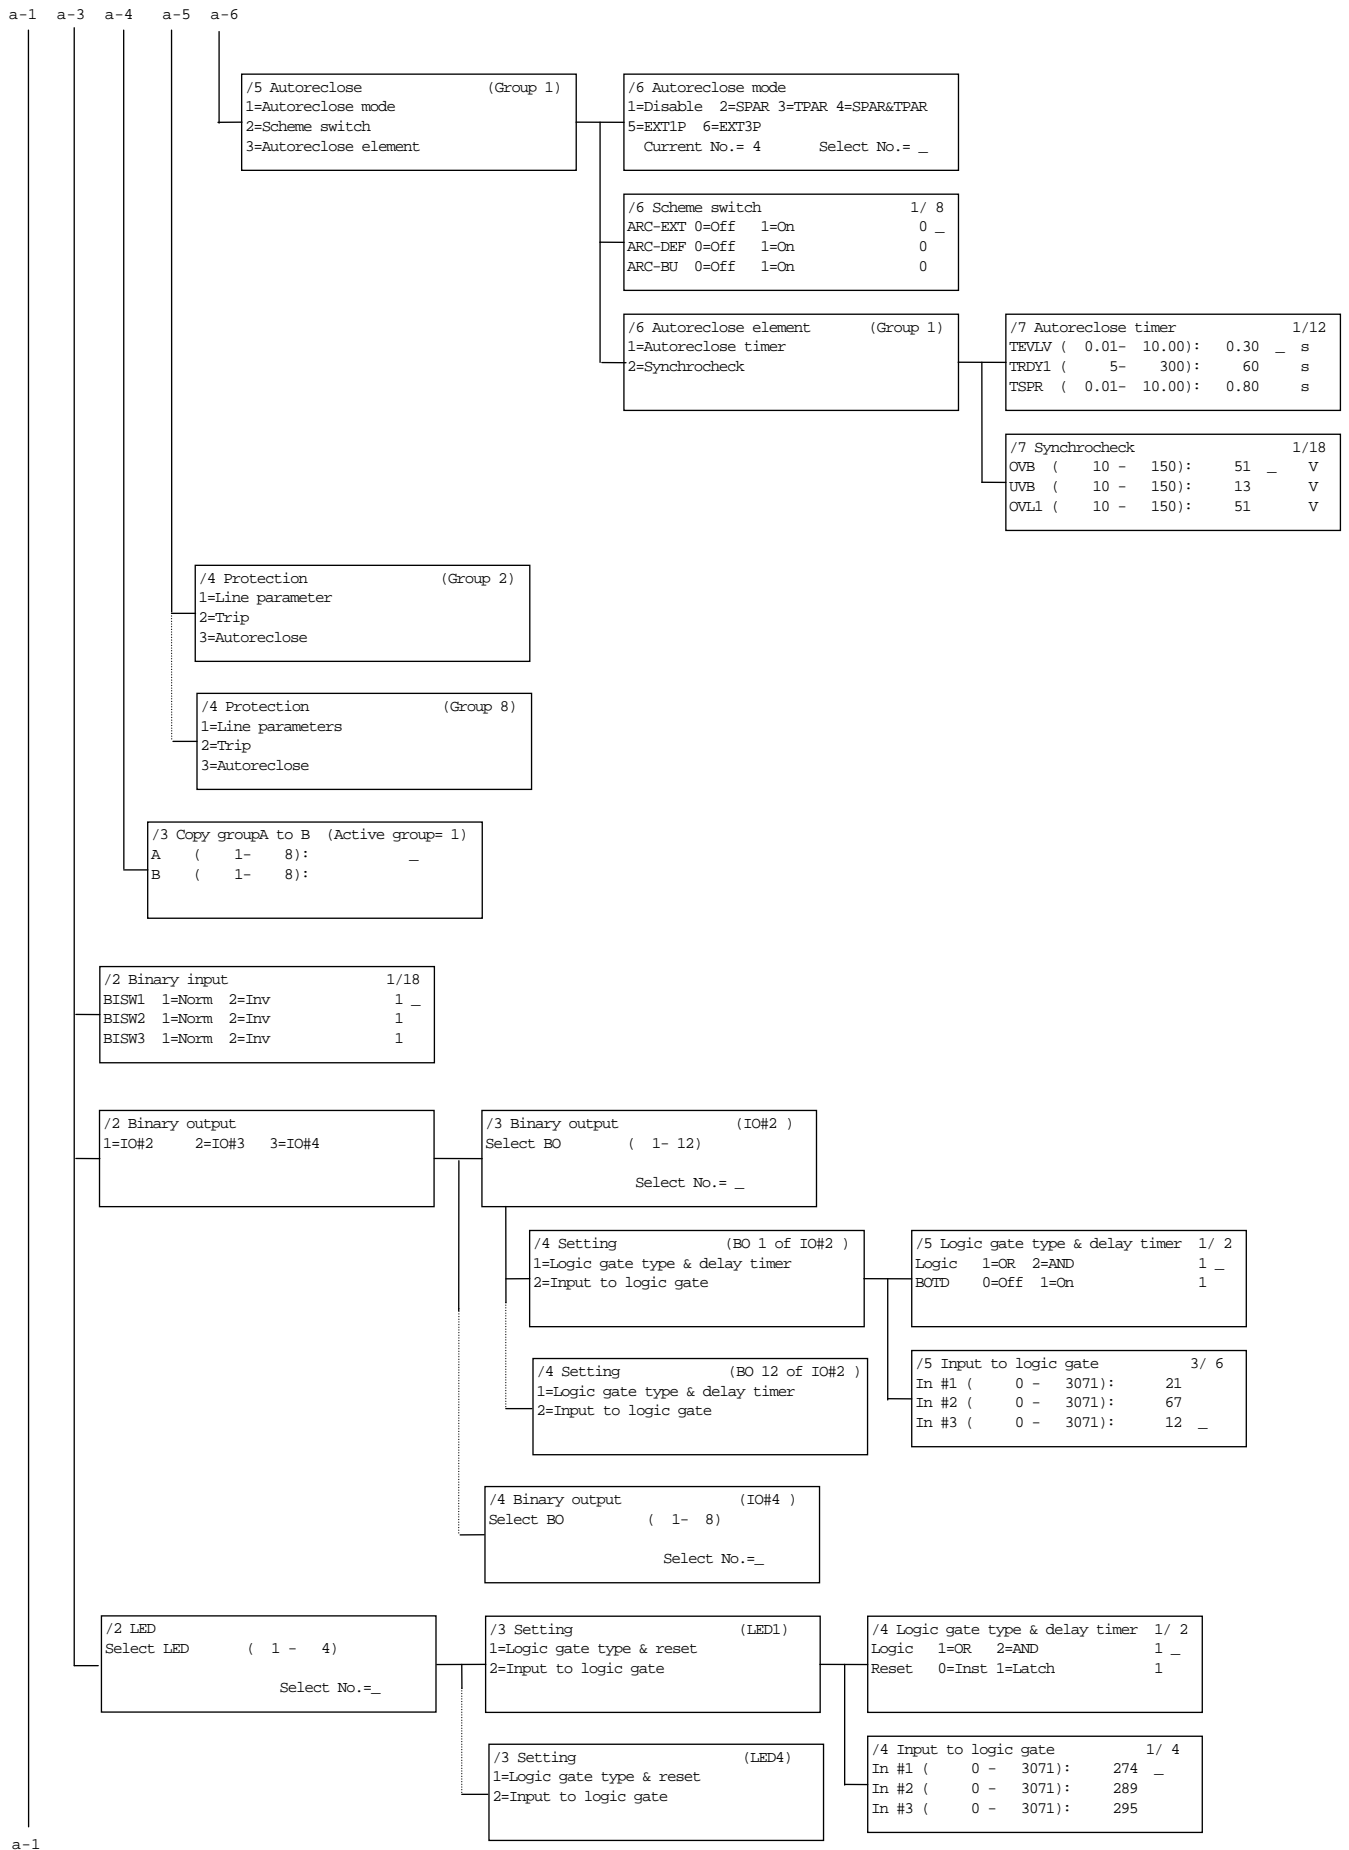 a-1 a-3 a-4 a-5 a-6
/5 Autoreclose (Group 1)
1=Autoreclose mode
2=Scheme switch
3=Autoreclose element
/6 Autoreclose mode
1=Disable 2=SPAR 3=TPAR 4=SPAR&TPAR
5=EXT1P 6=EXT3P
Current No.= 4 Select No.= _
/6 Scheme switch 1/ 8
ARC-EXT 0=Off 1=On 0 _
ARC-DEF 0=Off 1=On 0
ARC-BU 0=Off 1=On 0
/6 Autoreclose element (Group 1)
1=Autoreclose timer
2=Synchrocheck
/7 Autoreclose timer 1/12
TEVLV ( 0.01- 10.00): 0.30 _ s
TRDY1 ( 5- 300): 60 s
TSPR ( 0.01- 10.00): 0.80 s
/7 Synchrocheck 1/18
OVB ( 10 - 150): 51 _ V
UVB ( 10 - 150): 13 V
OVL1 ( 10 - 150): 51 V
/4 Protection (Group 2)
1=Line parameter
2=Trip
3=Autoreclose
/4 Protection (Group 8)
1=Line parameters
2=Trip
3=Autoreclose
/3 Copy groupA to B (Active group= 1)
A ( 1- 8): _
B ( 1- 8):
/2 Binary input 1/18
BISW1 1=Norm 2=Inv 1 _
BISW2 1=Norm 2=Inv 1
BISW3 1=Norm 2=Inv 1
/2 Binary output
1=IO#2 2=IO#3 3=IO#4
/3 Binary output (IO#2 )
Select BO ( 1- 12)
Select No.= _
/4 Setting (BO 1 of IO#2 )
1=Logic gate type & delay timer
2=Input to logic gate
/5 Logic gate type & delay timer 1/ 2
Logic 1=OR 2=AND 1 _
BOTD 0=Off 1=On 1
/4 Setting (BO 12 of IO#2 )
1=Logic gate type & delay timer
2=Input to logic gate
/5 Input to logic gate 3/ 6
In #1 ( 0 - 3071): 21
In #2 ( 0 - 3071): 67
In #3 ( 0 - 3071): 12 _
/4 Binary output (IO#4 )
Select BO ( 1- 8)
Select No.=_
/2 LED
Select LED ( 1 - 4)
Select No.=_
/3 Setting (LED1)
1=Logic gate type & reset
2=Input to logic gate
/4 Logic gate type & delay timer 1/ 2
Logic 1=OR 2=AND 1 _
Reset 0=Inst 1=Latch 1
/3 Setting (LED4)
1=Logic gate type & reset
2=Input to logic gate
/4 Input to logic gate 1/ 4
In #1 ( 0 - 3071): 274 _
In #2 ( 0 - 3071): 289
In #3 ( 0 - 3071): 295
a-1